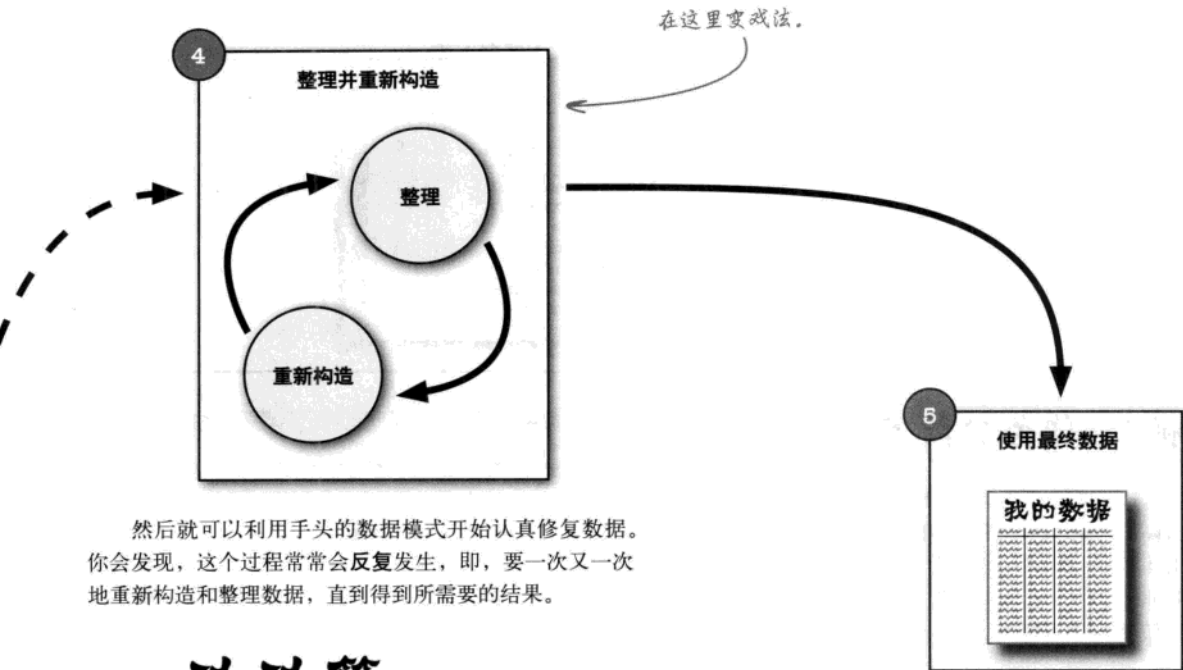 在这里变戏法.
4
整理并重新构造
整理
重新构造
5
使用最终数据
我的数据
然后就可以利用手头的数据模式开始认真修复数据。
你会发现，这个过程常常会反复发生，即，要一次又一次
地重新构造和整理数据，直到得到所需要的结果。